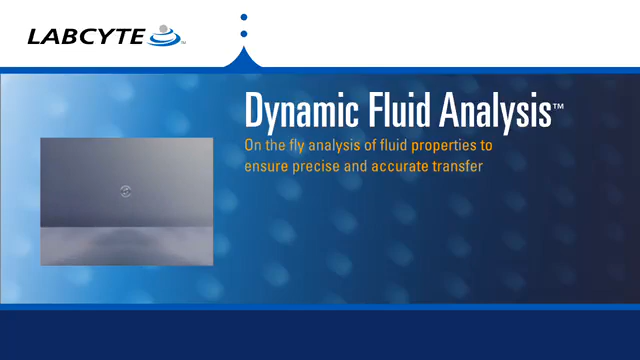 LABCYTE
Dynamic Fluid Analysis™
On the fly analysis of fluid properties to
ensure precise and accurate transfer